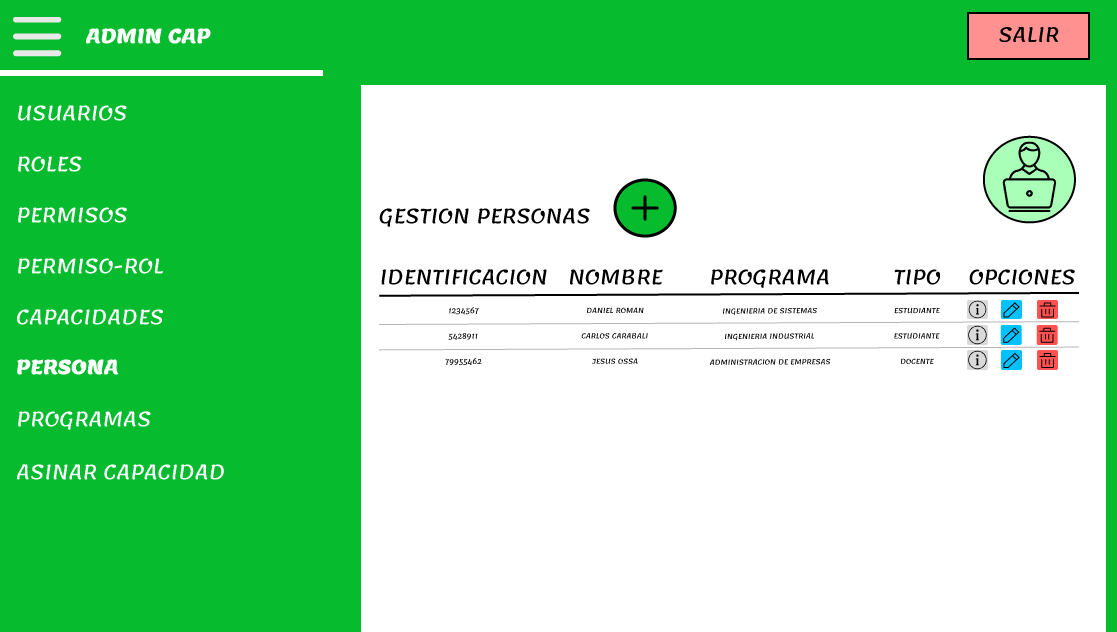 ADMIN CAP
SALIR
USUARIOS
ROLES
PERMISOS
PERMISO-ROL
CAPACIDADES
PERSONA
PROGRAMAS
ASINAR CAPACIDAD
GESTION PERSONAS
IDENTIFICACION NOMBRE PROGRAMA TIPO OPCIONES
1234567 DANIEL ROMAN INGENIERIA DE SISTEMAS ESTUDIANTE
5428911 CARLOS CARABALI INGENIERIA INDUSTRIAL ESTUDIANTE
79955462 JESUS OSSA ADMINISTRACION DE EMPRESAS DOCENTE